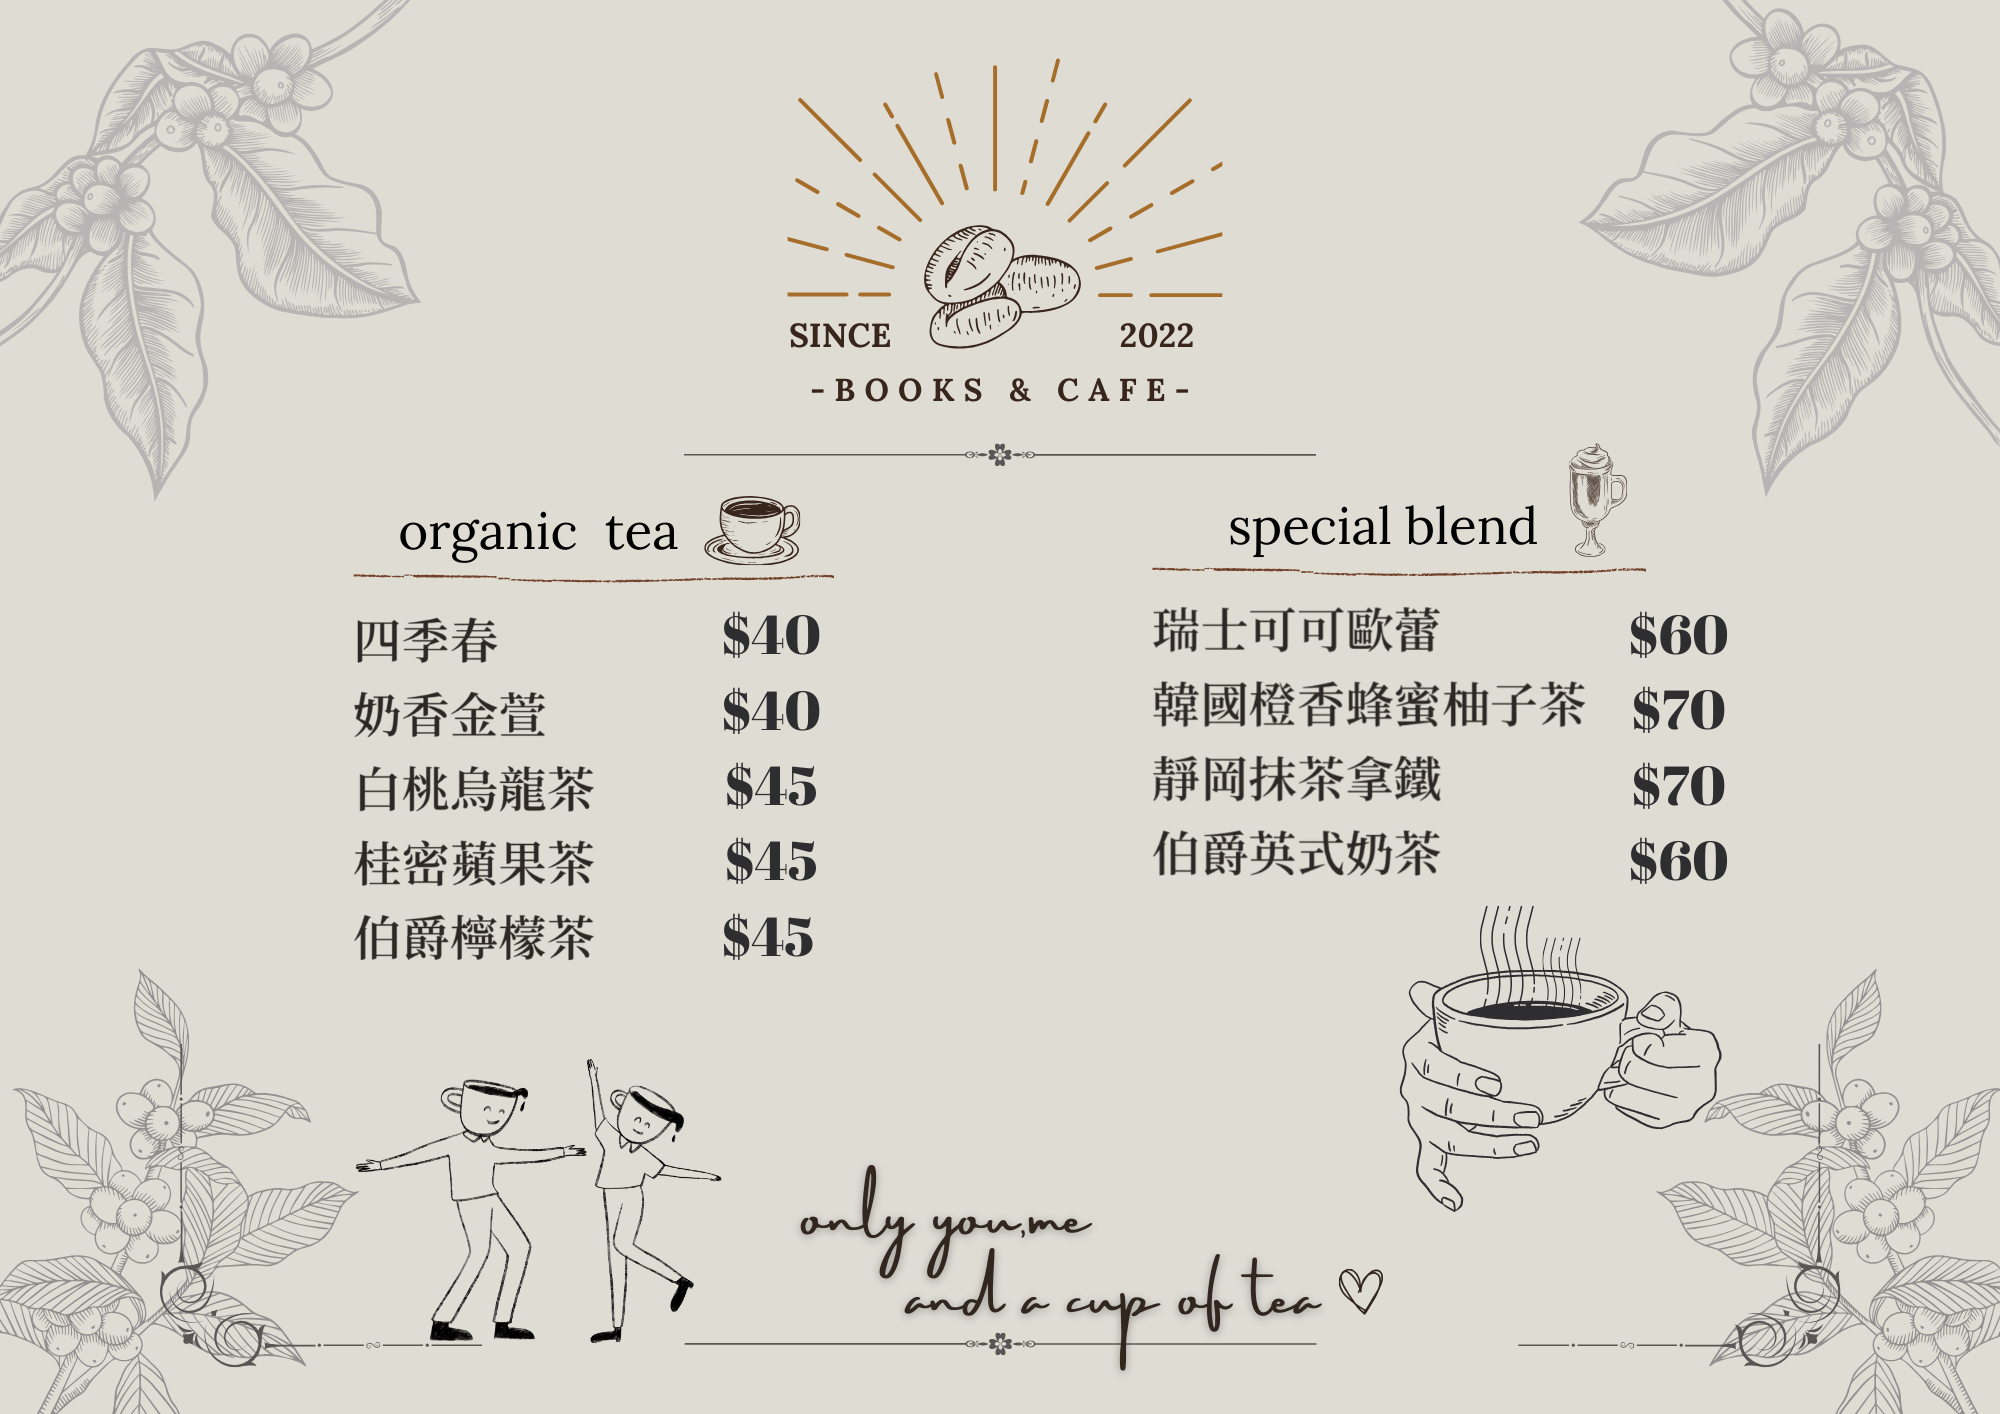 SINCE 2022
-BOOKS & CAFE-
organic tea
四季春 $40
奶香金萱 $40
白桃烏龍茶 $45
桂密蘋果茶 $45
伯爵檸檬茶 $45
special blend
瑞士可可歐蕾 $60
韓國橙香蜂蜜柚子茶 $70
靜岡抹茶拿鐵 $70
伯爵英式奶茶 $60
only you,me
and a cup of tea